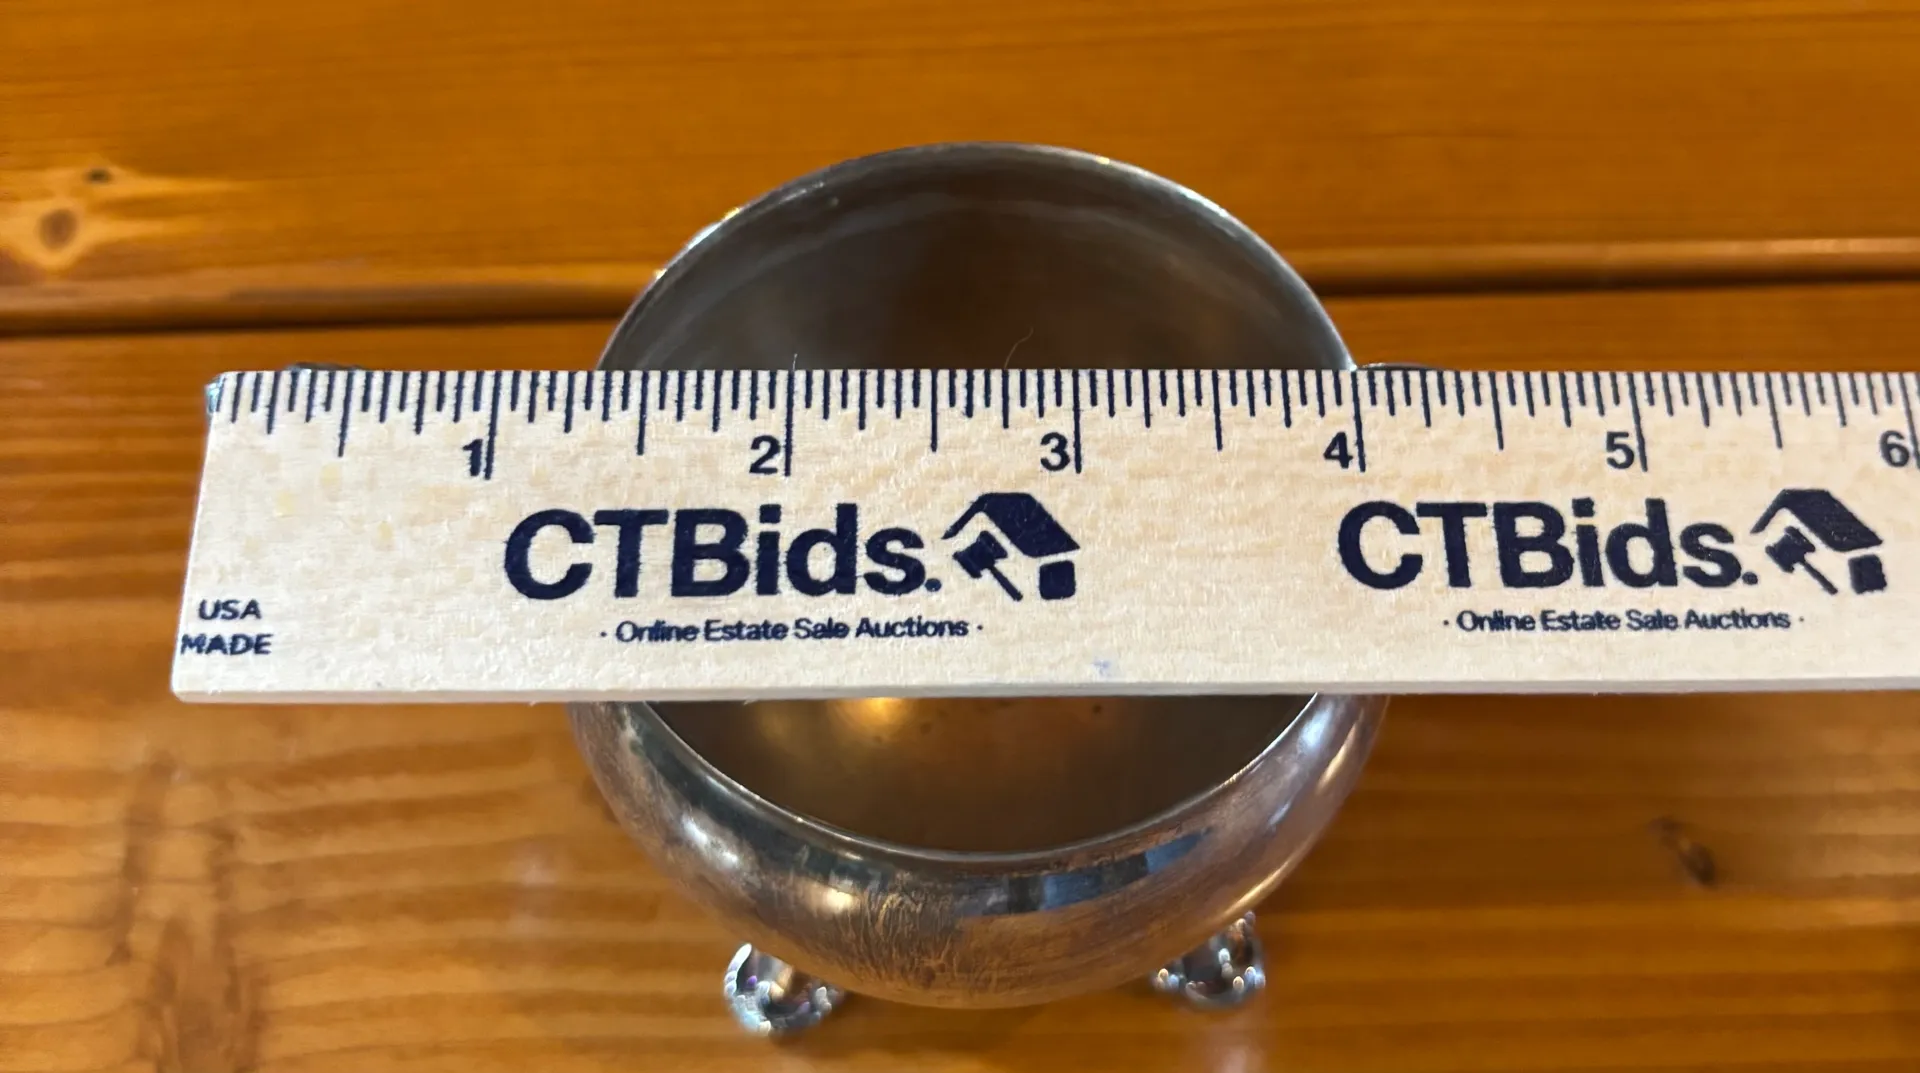 1 2 3 4 5 6
CTBids. CTBids.
· Online Estate Sale Auctions · · Online Estate Sale Auctions ·
USA
MADE